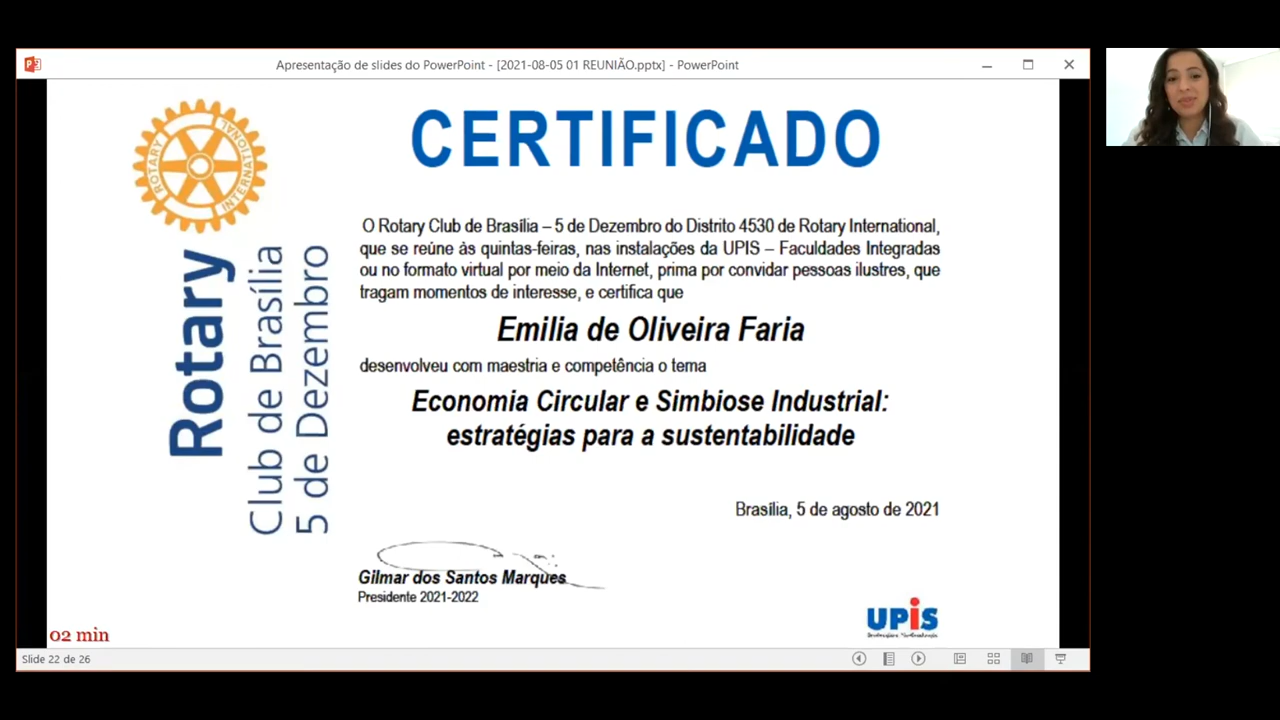 Apresentação de slides do PowerPoint - [2021-08-05 01 REUNIÃO.pptx] - PowerPoint
ROTARY INTERNATIONAL
Rotary
Club de Brasília
5 de Dezembro
CERTIFICADO
O Rotary Club de Brasília – 5 de Dezembro do Distrito 4530 de Rotary International,
que se reúne às quintas-feiras, nas instalações da UPIS – Faculdades Integradas
ou no formato virtual por meio da Internet, prima por convidar pessoas ilustres, que
tragam momentos de interesse, e certifica que
Emilia de Oliveira Faria
desenvolveu com maestria e competência o tema
Economia Circular e Simbiose Industrial:
estratégias para a sustentabilidade
Brasília, 5 de agosto de 2021
Gilmar dos Santos Marques
Presidente 2021-2022
UPiS
02 min
Slide 22 de 26